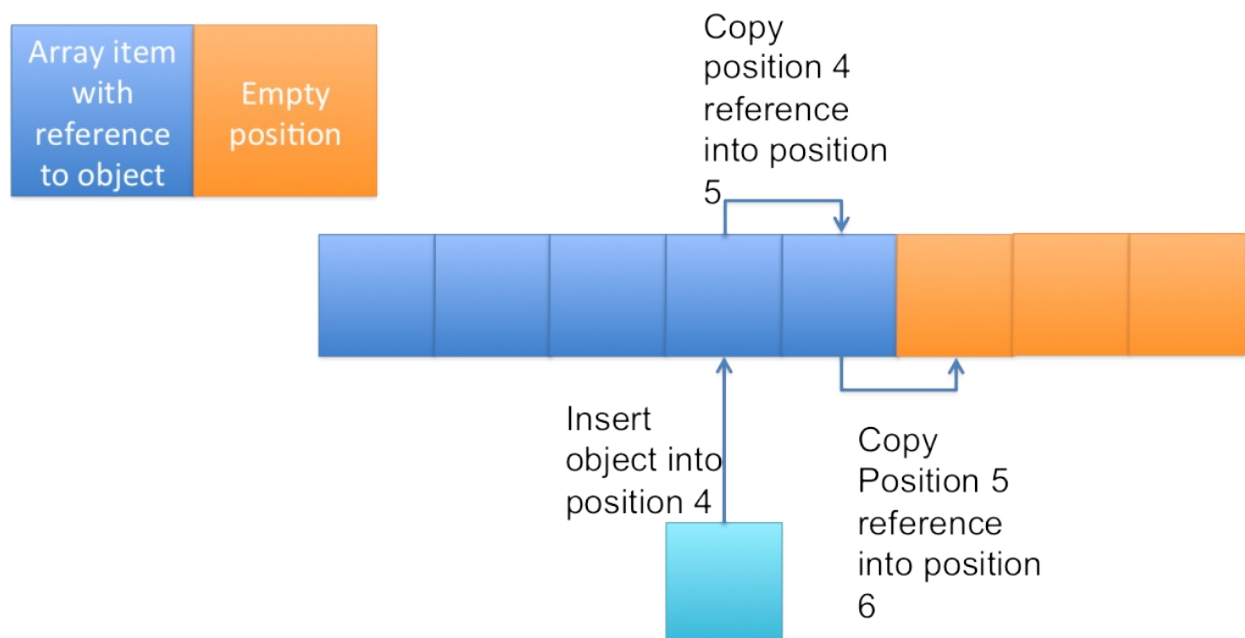 Array item
with
reference
to object
Empty
position
Copy
position 4
reference
into position
5
Insert
object into
position 4
Copy
Position 5
reference
into position
6